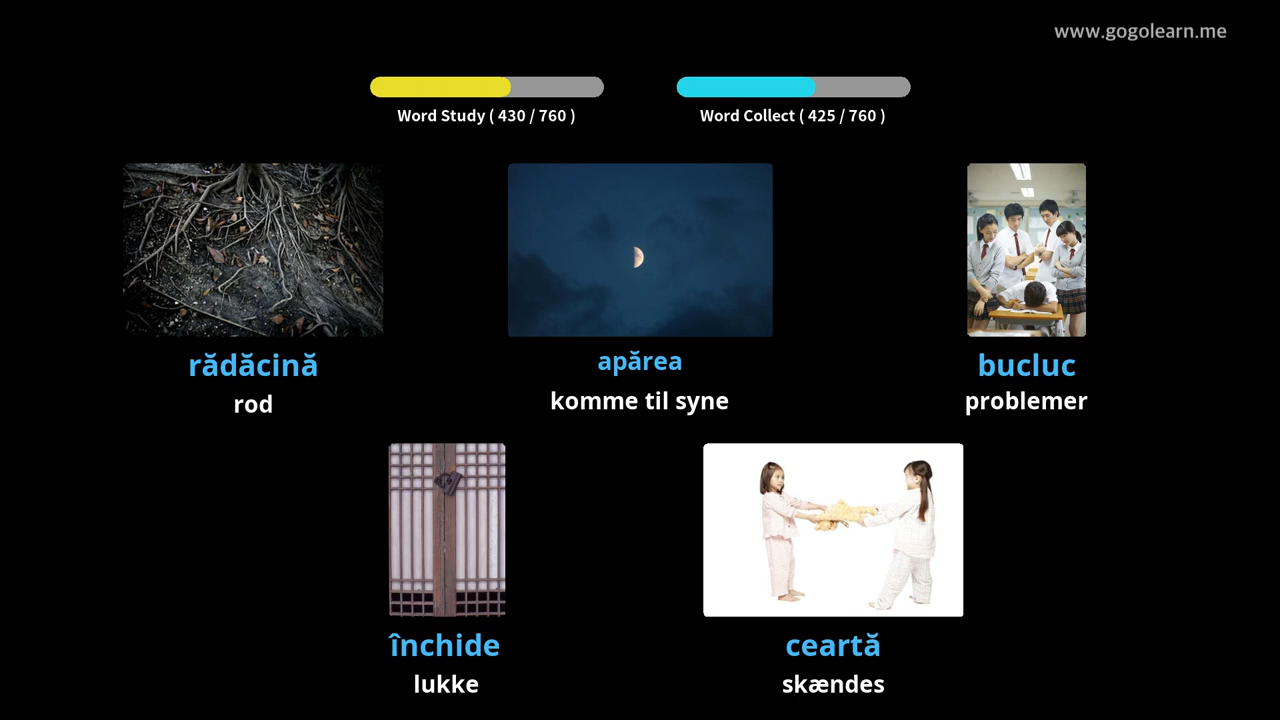 www.gogolearn.me
Word Study ( 430 / 760 )
Word Collect ( 425 / 760 )
rădăcină
rod
apărea
komme til syne
bucluc
problemer
închide
lukke
ceartă
skændes